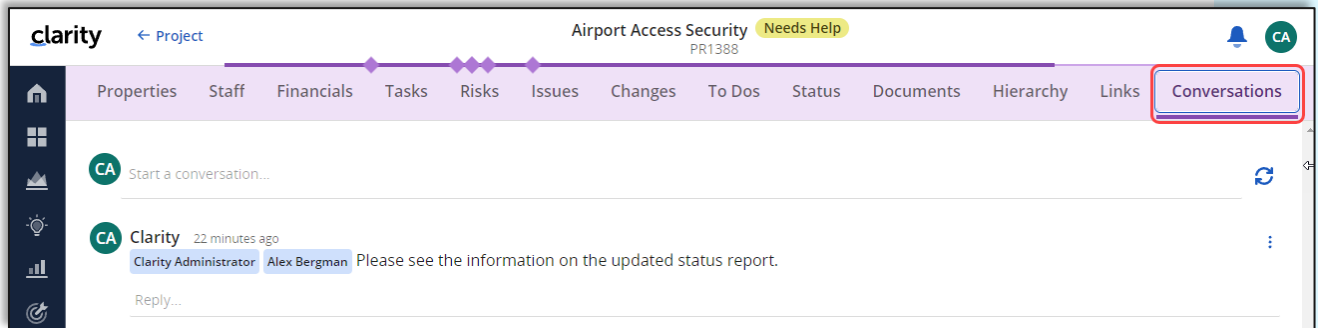 clarity
← Project
Airport Access Security Needs Help
PR1388
CA
Properties Staff Financials Tasks Risks Issues Changes To Dos Status Documents Hierarchy Links Conversations
CA Start a conversation...
CA Clarity 22 minutes ago
Clarity Administrator Alex Bergman Please see the information on the updated status report.
Reply...